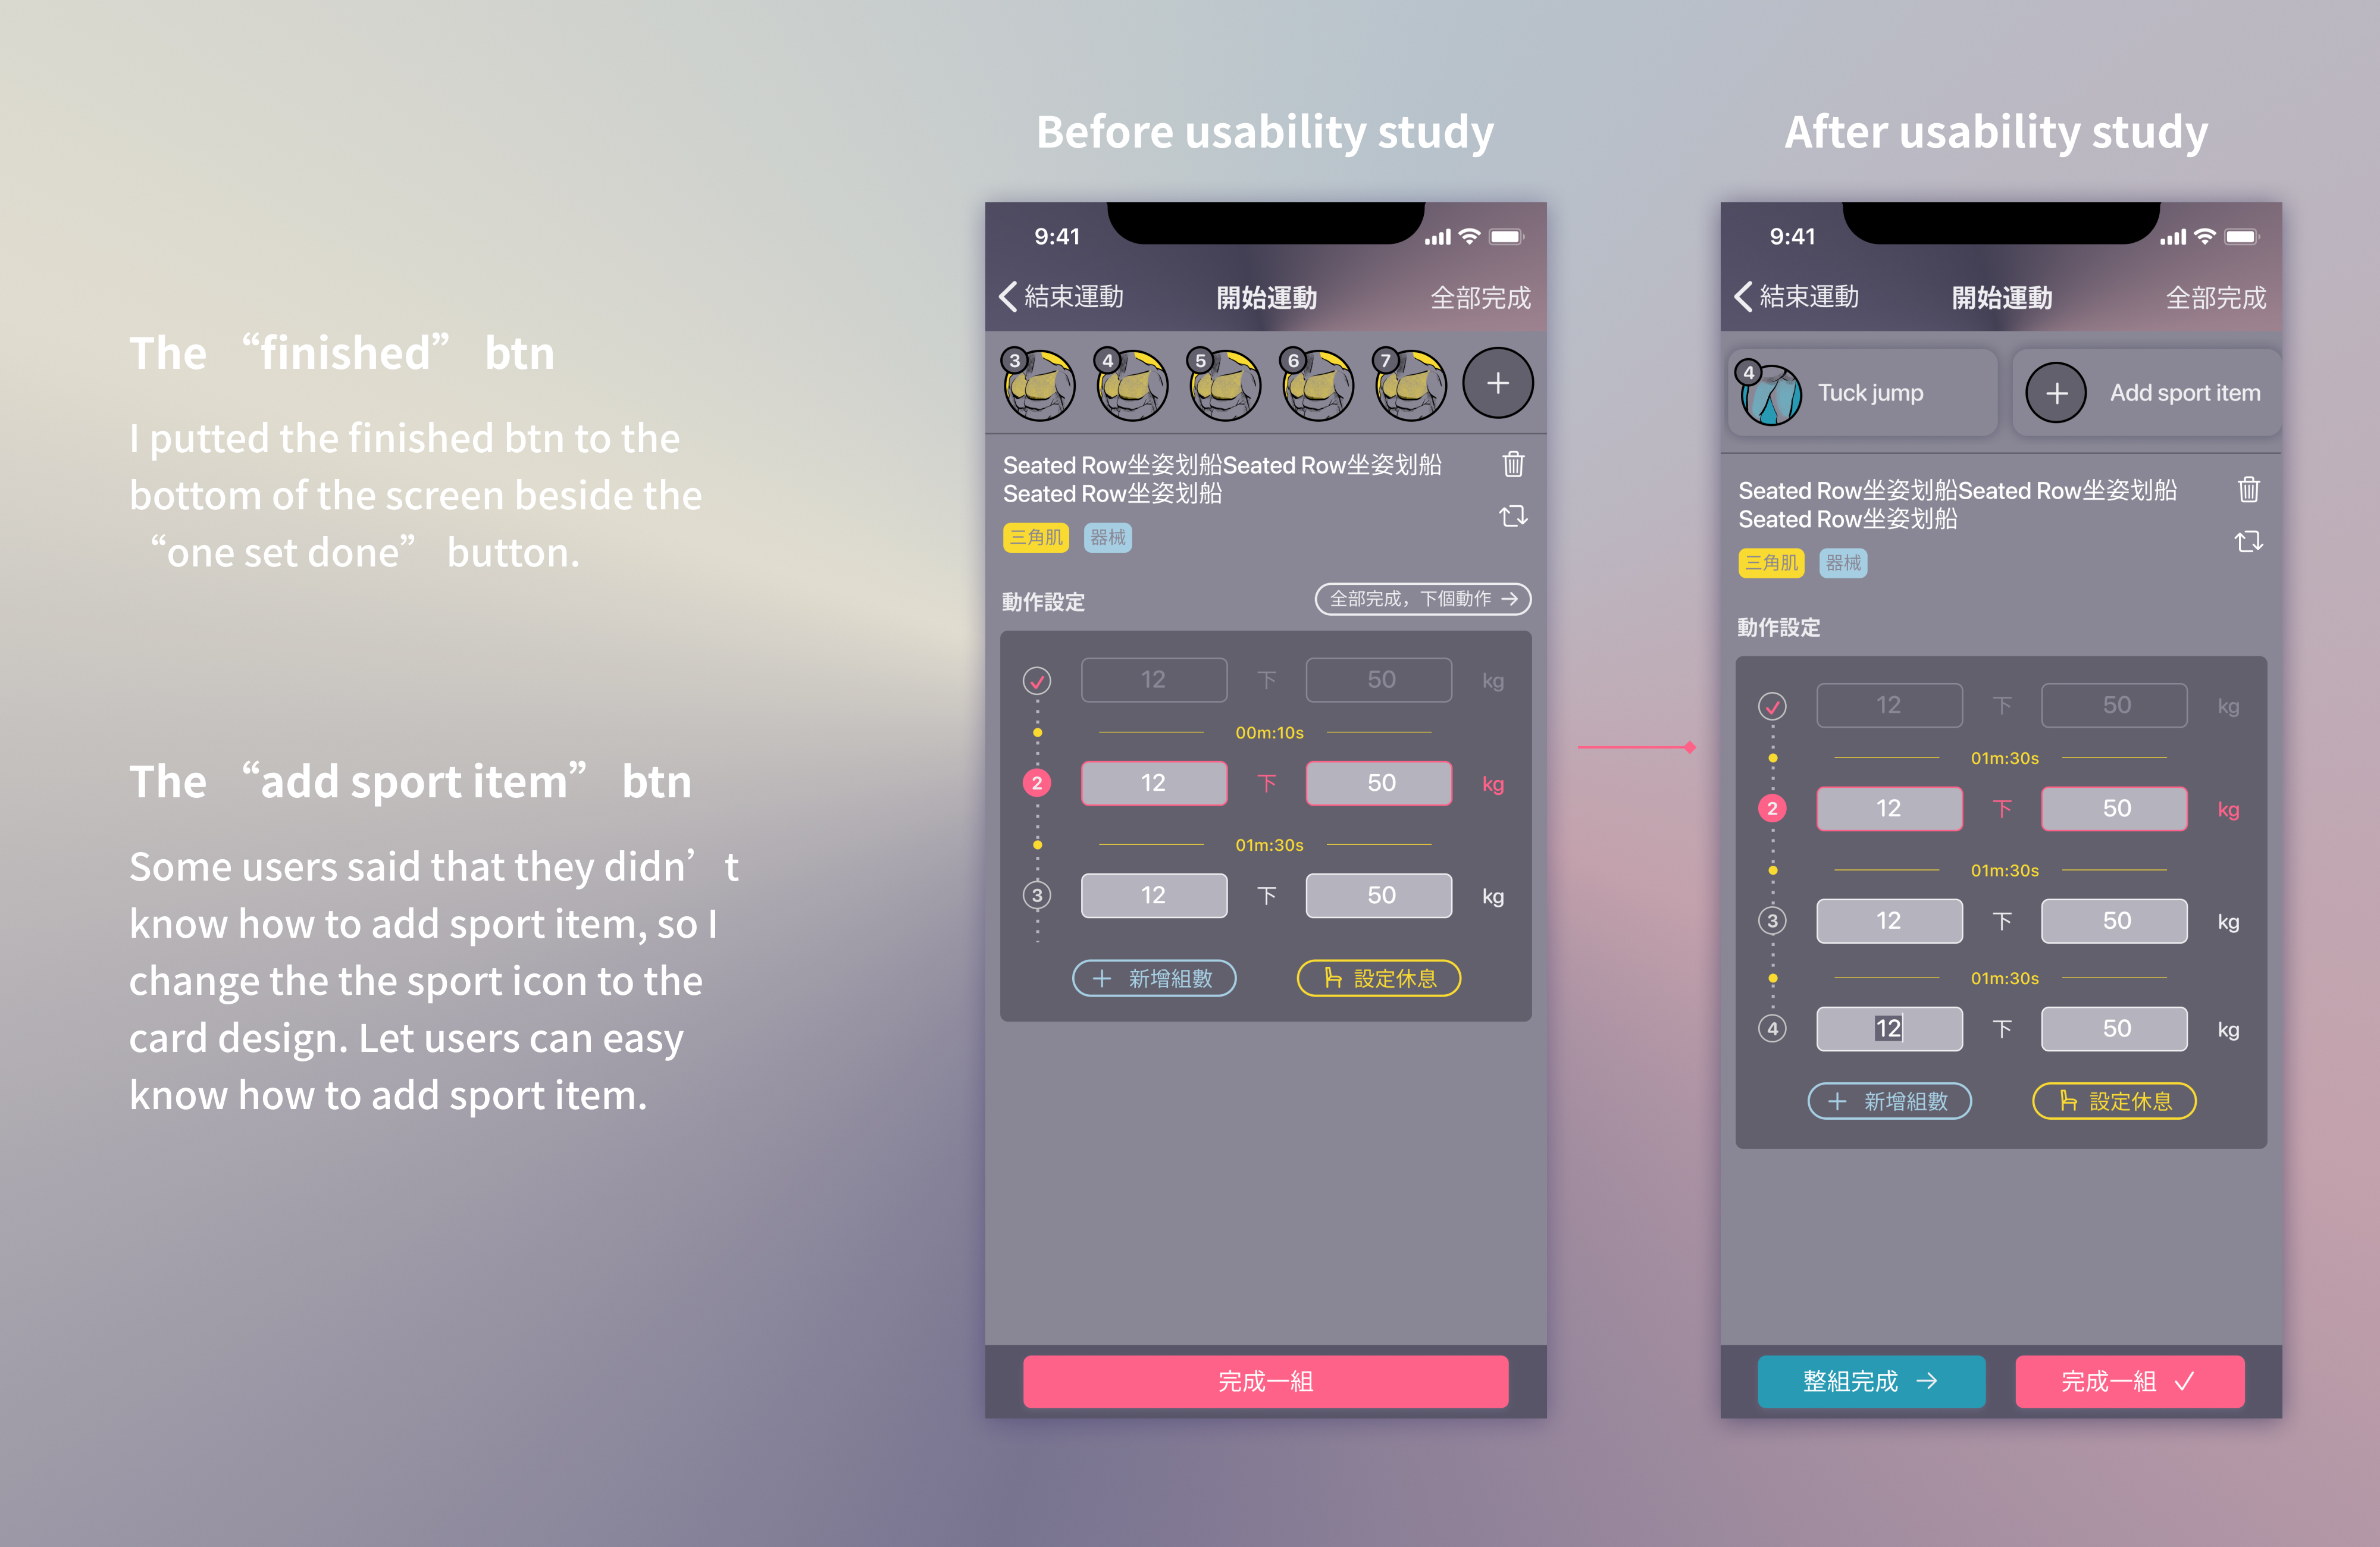 Before usability study
After usability study
The “finished” btn
I putted the finished btn to the
bottom of the screen beside the
“one set done” button.
The “add sport item” btn
Some users said that they didn’t
know how to add sport item, so I
change the the sport icon to the
card design. Let users can easy
know how to add sport item.
9:41
結束運動
開始運動
全部完成
3
4
5
6
7
Seated Row坐姿划船Seated Row坐姿划船
Seated Row坐姿划船
三角肌 器械
動作設定
全部完成，下個動作
12 下 50 kg
00m:10s
2 12 下 50 kg
01m:30s
3 12 下 50 kg
新增組數
設定休息
完成一組
9:41
結束運動
開始運動
全部完成
4 Tuck jump
Add sport item
Seated Row坐姿划船Seated Row坐姿划船
Seated Row坐姿划船
三角肌 器械
動作設定
12 下 50 kg
01m:30s
2 12 下 50 kg
01m:30s
3 12 下 50 kg
01m:30s
4 12 下 50 kg
新增組數
設定休息
整組完成
完成一組